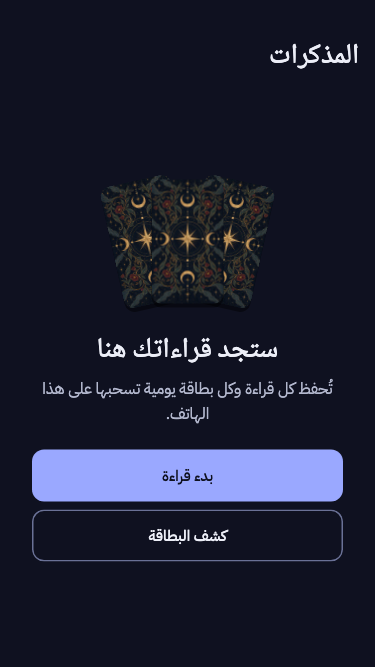 المذكرات
ستجد قراءاتك هنا
تُحفظ كل قراءة وكل بطاقة يومية تسحبها على هذا
الهاتف.
بدء قراءة
كشف البطاقة